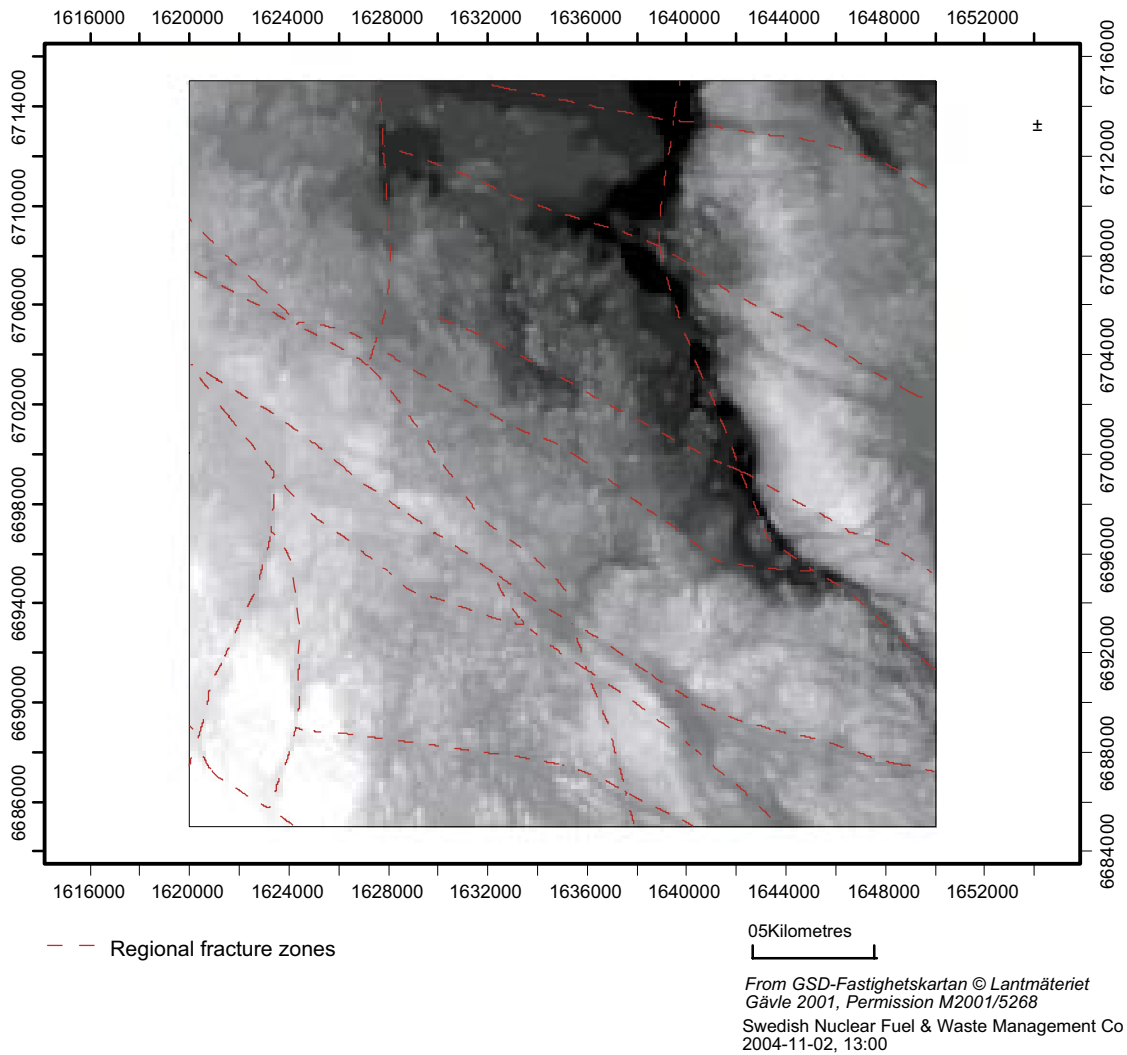 1616000 1620000 1624000 1628000 1632000 1636000 1640000 1644000 1648000 1652000
6714000
6710000
6706000
6702000
6698000
6694000
6690000
6686000
6716000
6712000
6708000
6704000
6700000
6696000
6692000
6688000
6684000
±
1616000 1620000 1624000 1628000 1632000 1636000 1640000 1644000 1648000 1652000
Regional fracture zones
05Kilometres
From GSD-Fastighetskartan © Lantmäteriet
Gävle 2001, Permission M2001/5268
Swedish Nuclear Fuel & Waste Management Co
2004-11-02, 13:00